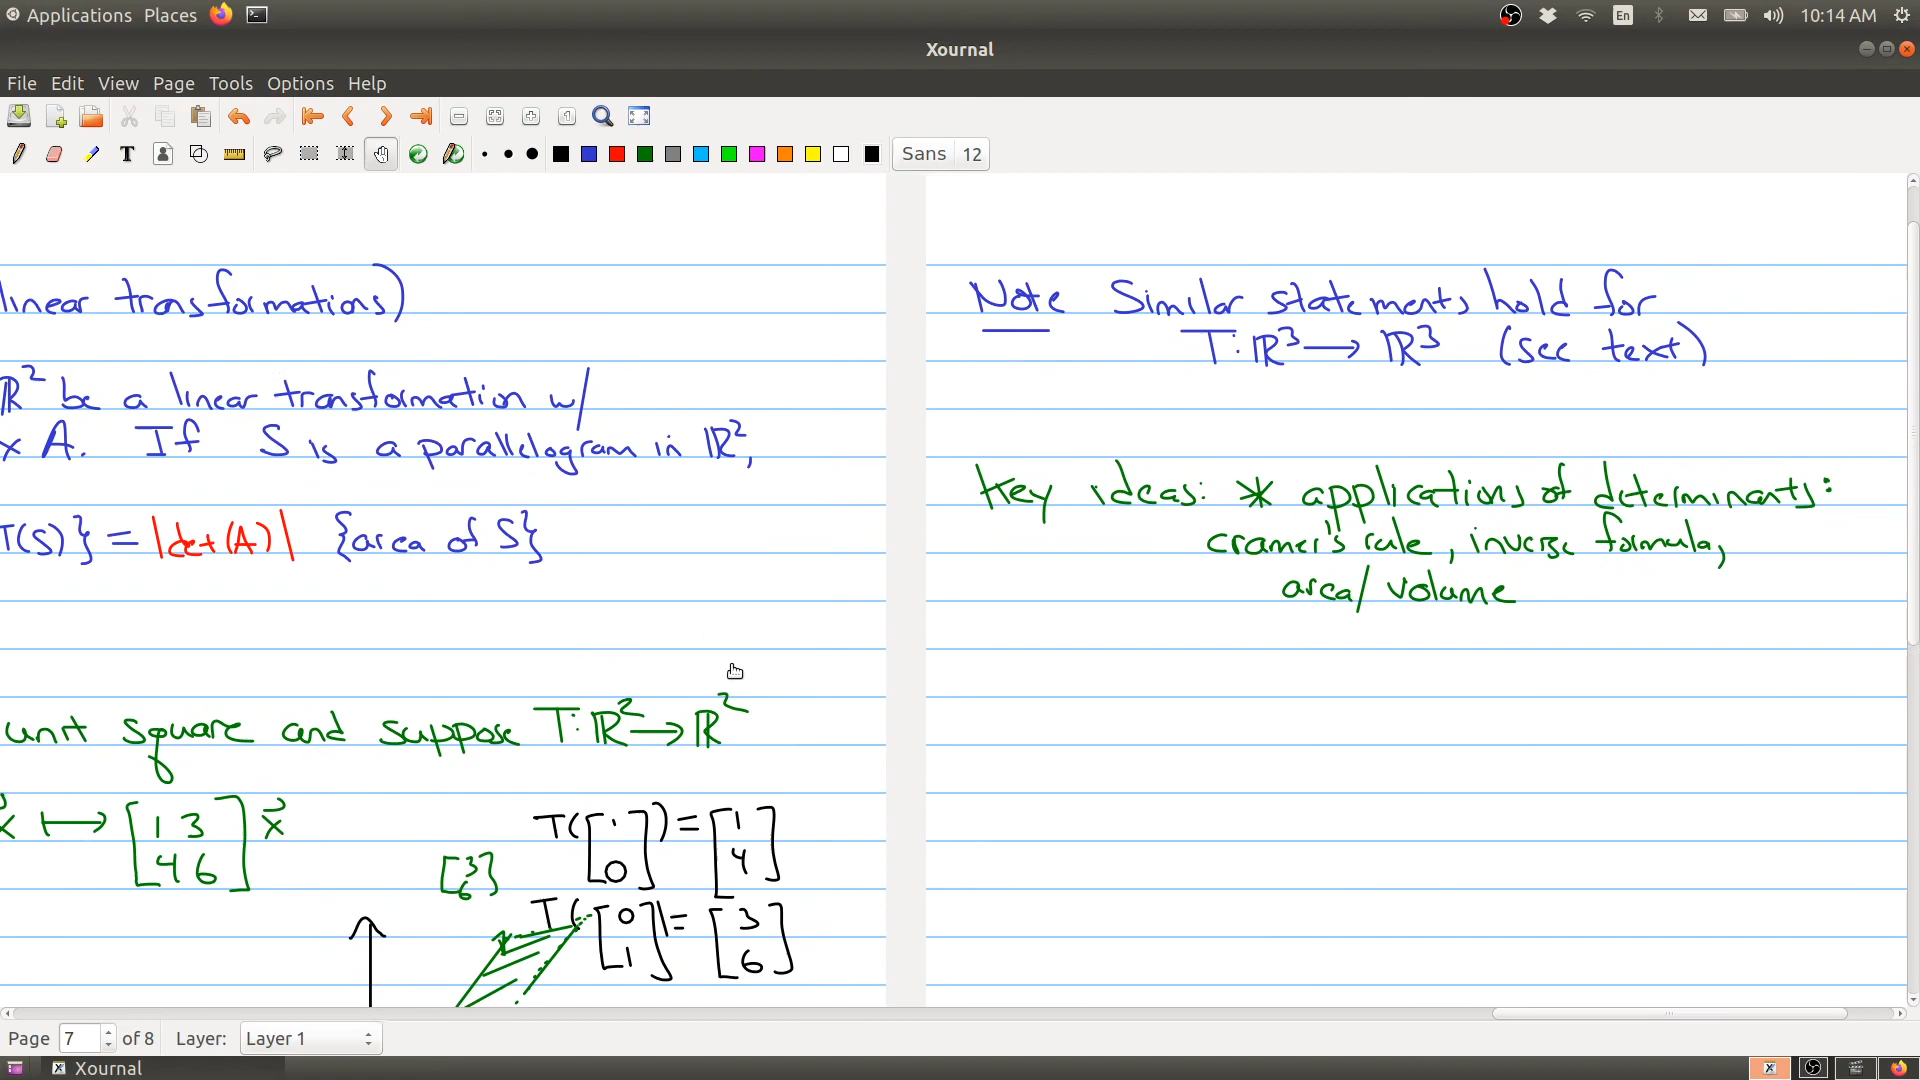 Applications Places En 10:14 AM
Xournal
File Edit View Page Tools Options Help
Sans 12
linear transformations)
ℝ² be a linear transformation w/
x A. If S is a parallelogram in ℝ²,
T(S)} = |det(A)| {area of S}
unit square and suppose T: ℝ² → ℝ²
x⃗ ↦ [1 3
4 6] x⃗
T([1
0]) = [1
4]
[3
6]
T([0
1]) = [3
6]
Note Similar statements hold for
T: ℝ³ → ℝ³ (see text)
Key ideas: * applications of determinants:
cramer's rule, inverse formula,
area/volume
Page 7 of 8 Layer: Layer 1
Xournal